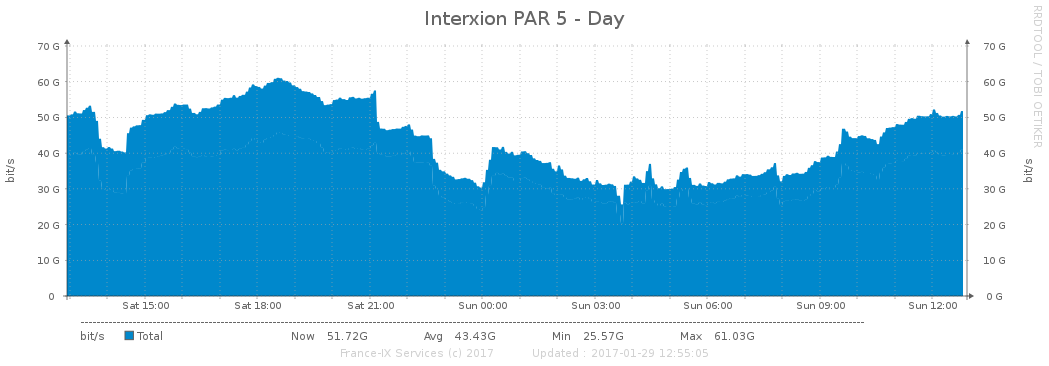 Interxion PAR 5 - Day
RRDTOOL / TOBI OETIKER
70 G 70 G
60 G 60 G
50 G 50 G
40 G 40 G
30 G 30 G
20 G 20 G
10 G 10 G
0 0 G
bit/s bit/s
Sat 15:00 Sat 18:00 Sat 21:00 Sun 00:00 Sun 03:00 Sun 06:00 Sun 09:00 Sun 12:00
bit/s Total Now 51.72G Avg 43.43G Min 25.57G Max 61.03G
France-IX Services (c) 2017 Updated : 2017-01-29 12:55:05